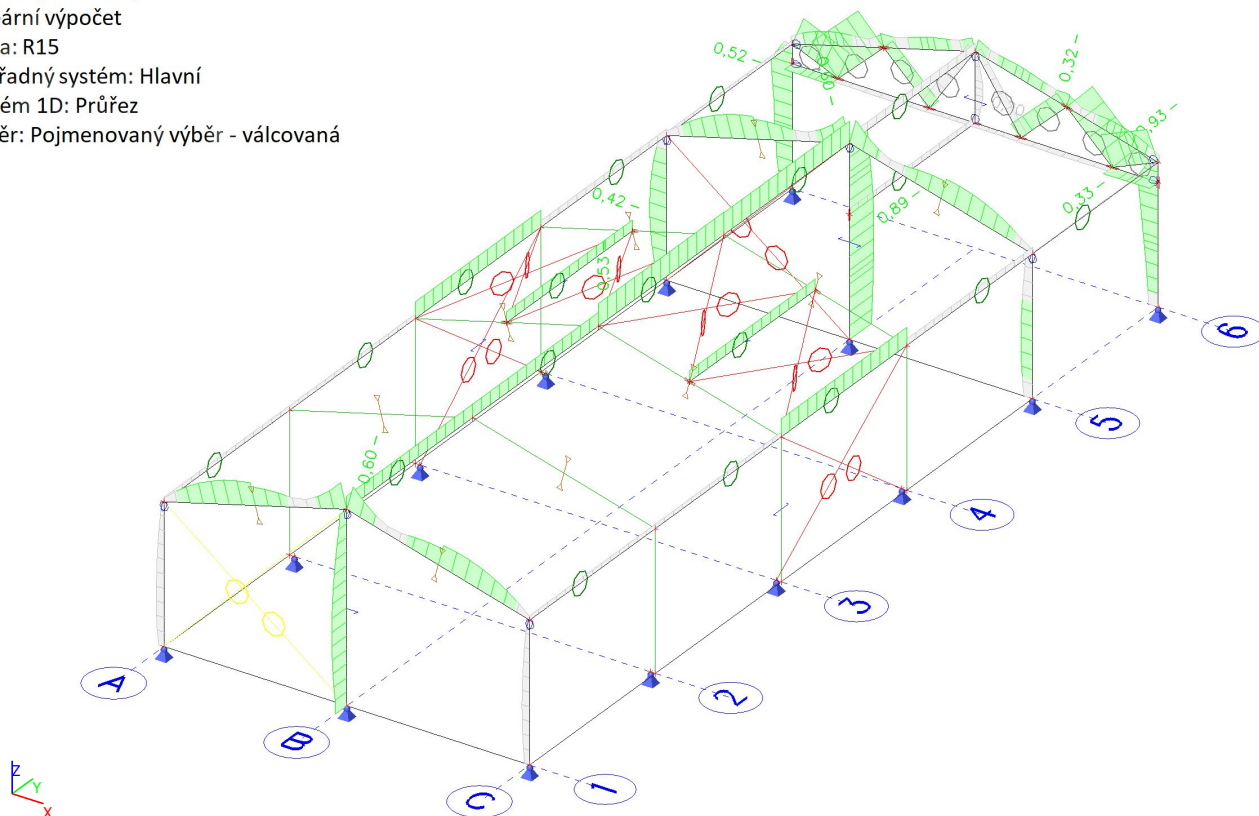 eární výpočet
a: R15
řadný systém: Hlavní
ém 1D: Průřez
ěr: Pojmenovaný výběr - válcovaná
0,52
0,32
0,93
0,42
0,89
0,33
0,53
0,60
6
5
4
3
2
1
A
B
C
Z
Y
X